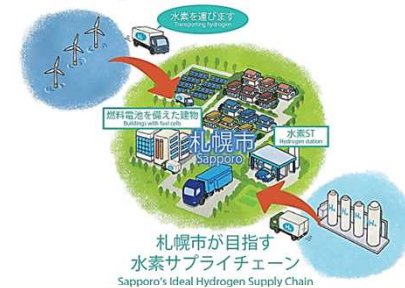 水素を運びます
Transporting hydrogen
燃料電池を備えた建物
Buildings with fuel cells
札幌市
Sapporo
水素ST
Hydrogen station
札幌市が目指す
水素サプライチェーン
Sapporo's Ideal Hydrogen Supply Chain